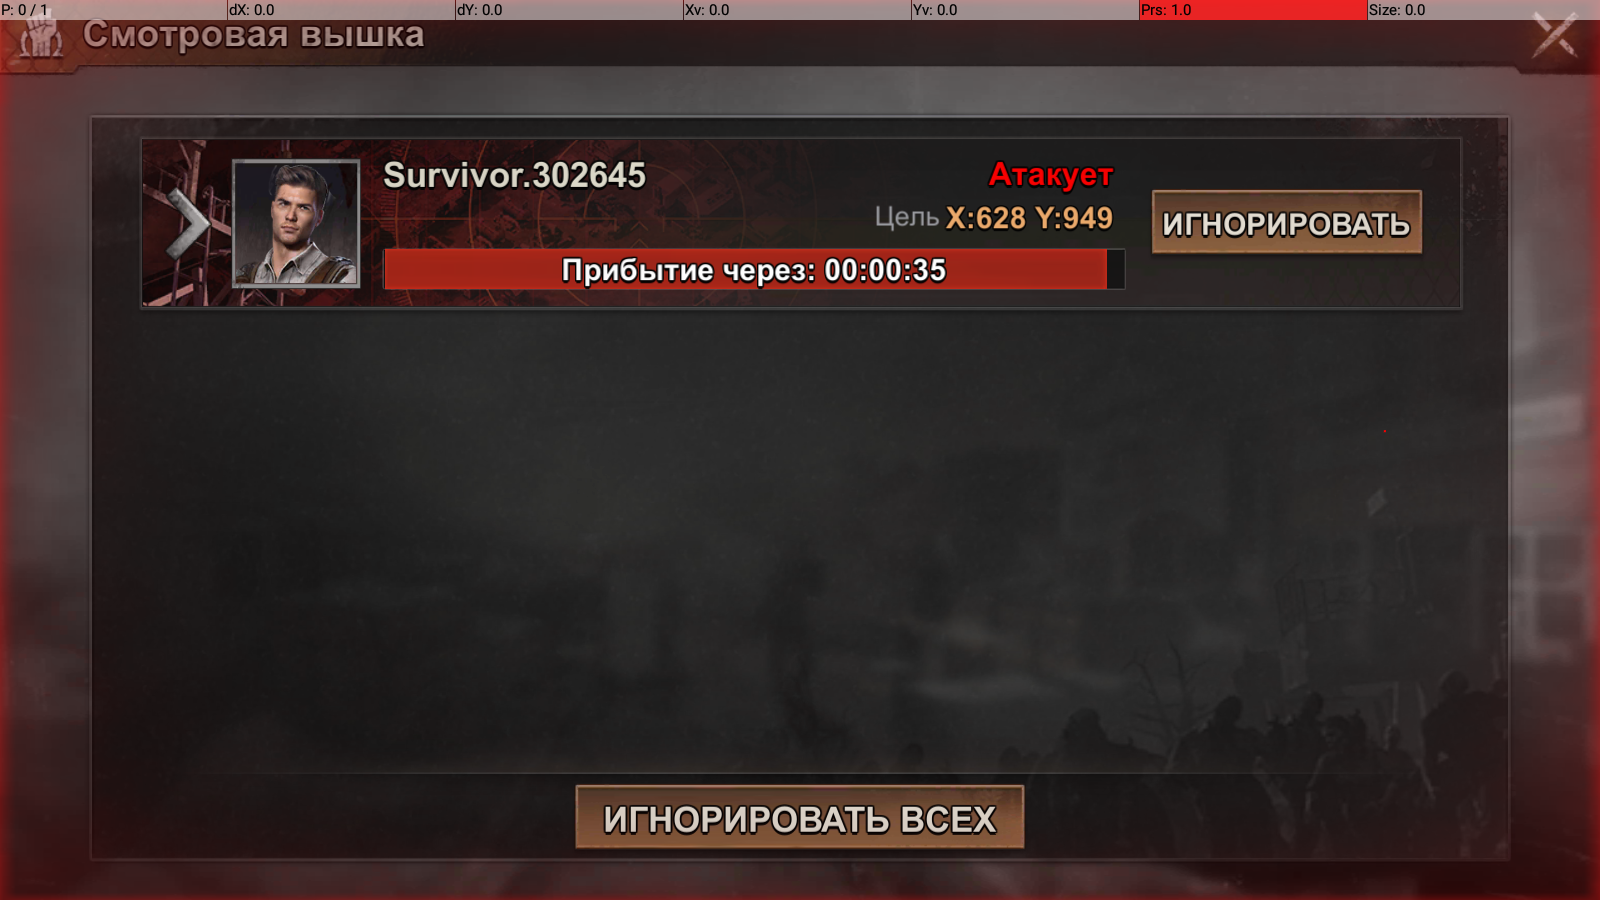 P: 0 / 1 dX: 0.0 dY: 0.0 Xv: 0.0 Yv: 0.0 Prs: 1.0 Size: 0.0
Смотровая вышка
Survivor.302645
Атакует
Цель X:628 Y:949
ИГНОРИРОВАТЬ
Прибытие через: 00:00:35
ИГНОРИРОВАТЬ ВСЕХ